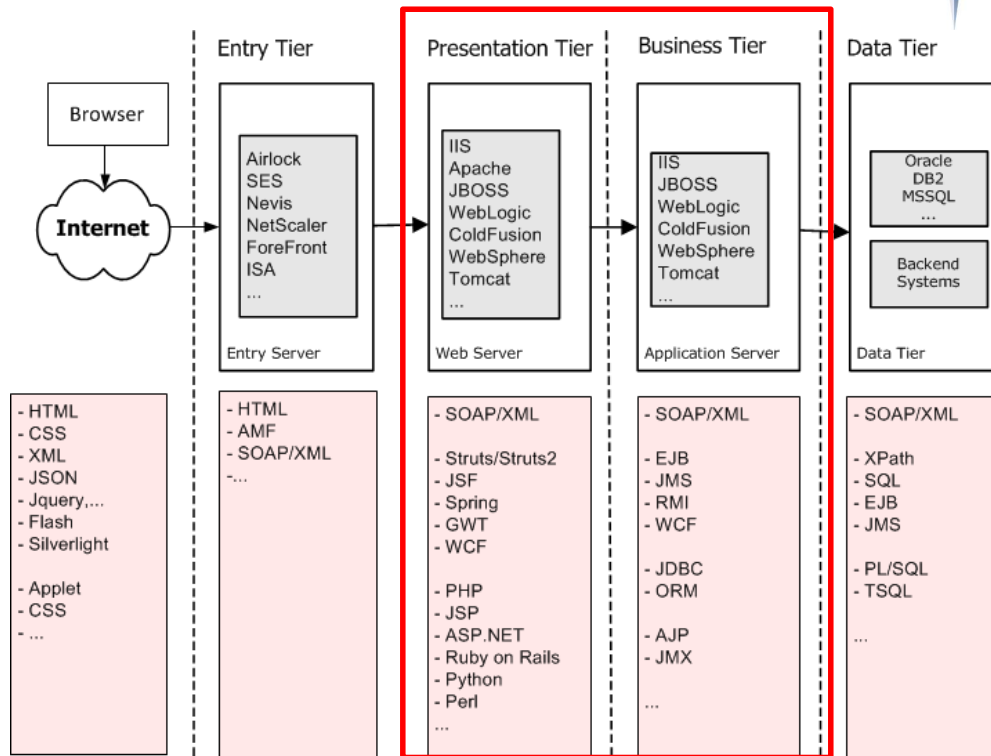 Entry Tier
Presentation Tier
Business Tier
Data Tier
Browser
Internet
Airlock
SES
Nevis
NetScaler
ForeFront
ISA
...
Entry Server
IIS
Apache
JBOSS
WebLogic
ColdFusion
WebSphere
Tomcat
...
Web Server
IIS
JBOSS
WebLogic
ColdFusion
WebSphere
Tomcat
...
Application Server
Oracle
DB2
MSSQL
...
Backend
Systems
Data Tier
- HTML
- CSS
- XML
- JSON
- Jquery,...
- Flash
- Silverlight
- Applet
- CSS
- ...
- HTML
- AMF
- SOAP/XML
-...
- SOAP/XML
- Struts/Struts2
- JSF
- Spring
- GWT
- WCF
- PHP
- JSP
- ASP.NET
- Ruby on Rails
- Python
- Perl
...
- SOAP/XML
- EJB
- JMS
- RMI
- WCF
- JDBC
- ORM
- AJP
- JMX
...
- SOAP/XML
- XPath
- SQL
- EJB
- JMS
- PL/SQL
- TSQL
...